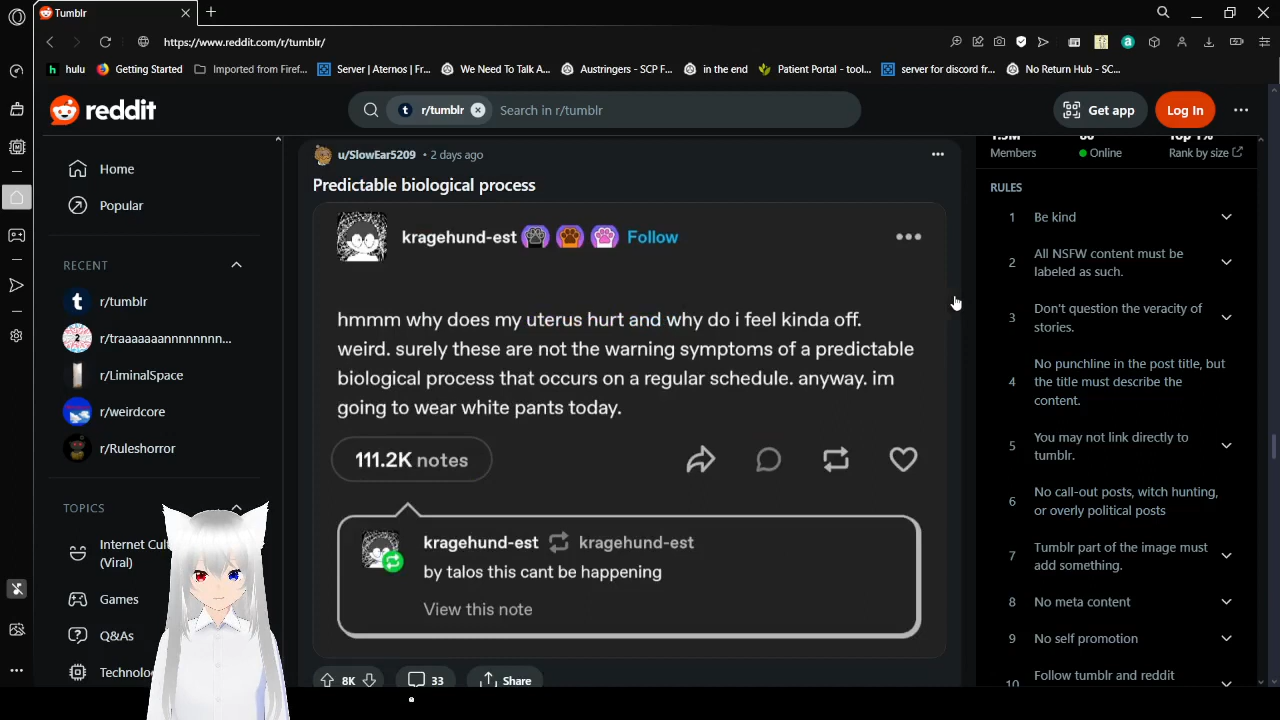 Tumblr
https://www.reddit.com/r/tumblr/
hulu
Getting Started
Imported from Firef...
Server | Aternos | Fr...
We Need To Talk A...
Austringers - SCP F...
in the end
Patient Portal - tool...
server for discord fr...
No Return Hub - SC...
reddit
r/tumblr
Search in r/tumblr
Get app
Log In
Home
Popular
RECENT
r/tumblr
r/traaaaaaannnnnnnn...
r/LiminalSpace
r/weirdcore
r/Ruleshorror
TOPICS
Internet Cul
(Viral)
Games
Q&As
Technolo
u/SlowEar5209 • 2 days ago
Predictable biological process
kragehund-est
Follow
hmmm why does my uterus hurt and why do i feel kinda off.
weird. surely these are not the warning symptoms of a predictable
biological process that occurs on a regular schedule. anyway. im
going to wear white pants today.
111.2K notes
kragehund-est kragehund-est
by talos this cant be happening
View this note
8K
33
Share
Members
Online
Top 1%
Rank by size
RULES
1 Be kind
2 All NSFW content must be
labeled as such.
3 Don't question the veracity of
stories.
4 No punchline in the post title, but
the title must describe the
content.
5 You may not link directly to
tumblr.
6 No call-out posts, witch hunting,
or overly political posts
7 Tumblr part of the image must
add something.
8 No meta content
9 No self promotion
10 Follow tumblr and reddit